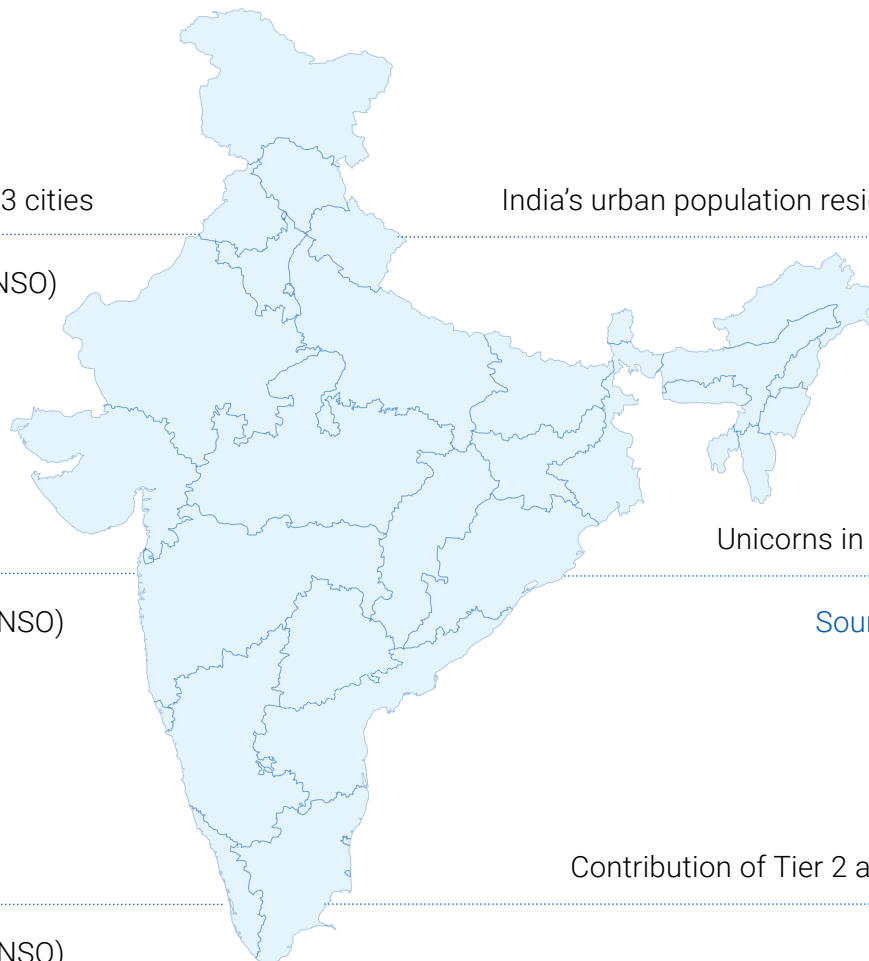 3 cities
India's urban population resi
NSO)
Unicorns in
NSO)
Sour
Contribution of Tier 2 a
NSO)